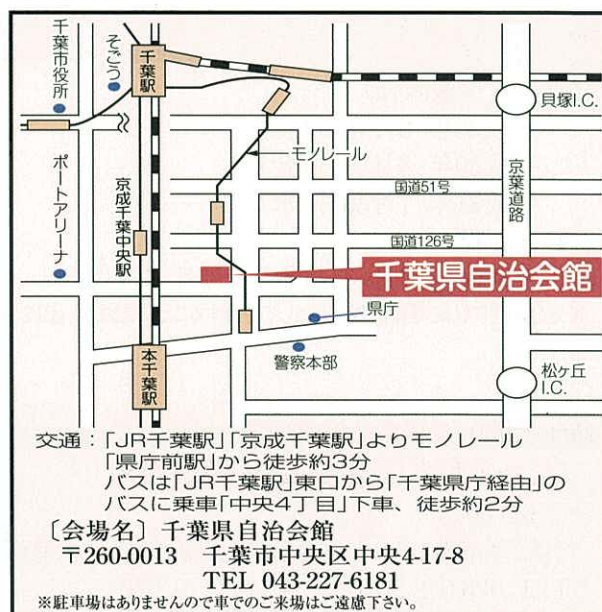 千葉市役所
そごう
千葉駅
貝塚I.C.
モノレール
ポートアリーナ
京成千葉中央駅
国道51号
京葉道路
国道126号
千葉県自治会館
県庁
本千葉駅
警察本部
松ヶ丘
I.C.
交通：「JR千葉駅」「京成千葉駅」よりモノレール
「県庁前駅」から徒歩約3分
バスは「JR千葉駅」東口から「千葉県庁経由」の
バスに乗車「中央4丁目」下車、徒歩約2分
〔会場名〕千葉県自治会館
〒260-0013　千葉市中央区中央4-17-8
TEL 043-227-6181
※駐車場はありませんので車でのご来場はご遠慮下さい。